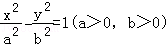 x²/a² - y²/b² = 1(a＞0, b＞0)